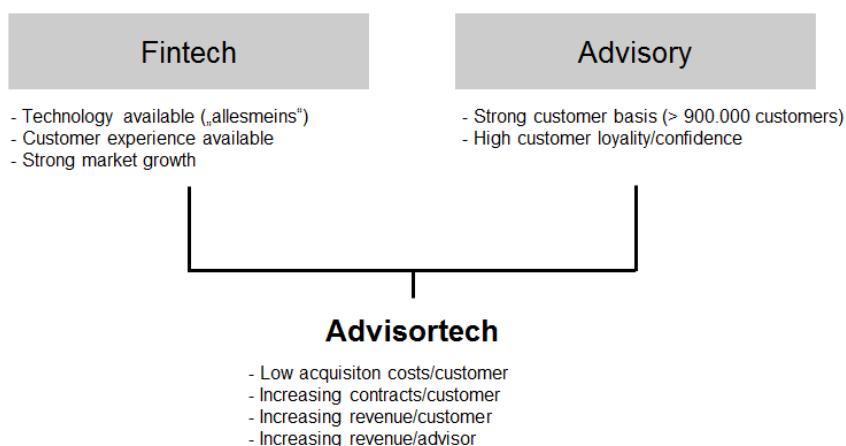 Fintech
- Technology available („allesmeins“)
- Customer experience available
- Strong market growth
Advisory
- Strong customer basis (> 900.000 customers)
- High customer loyality/confidence
Advisortech
- Low acquisiton costs/customer
- Increasing contracts/customer
- Increasing revenue/customer
- Increasing revenue/advisor